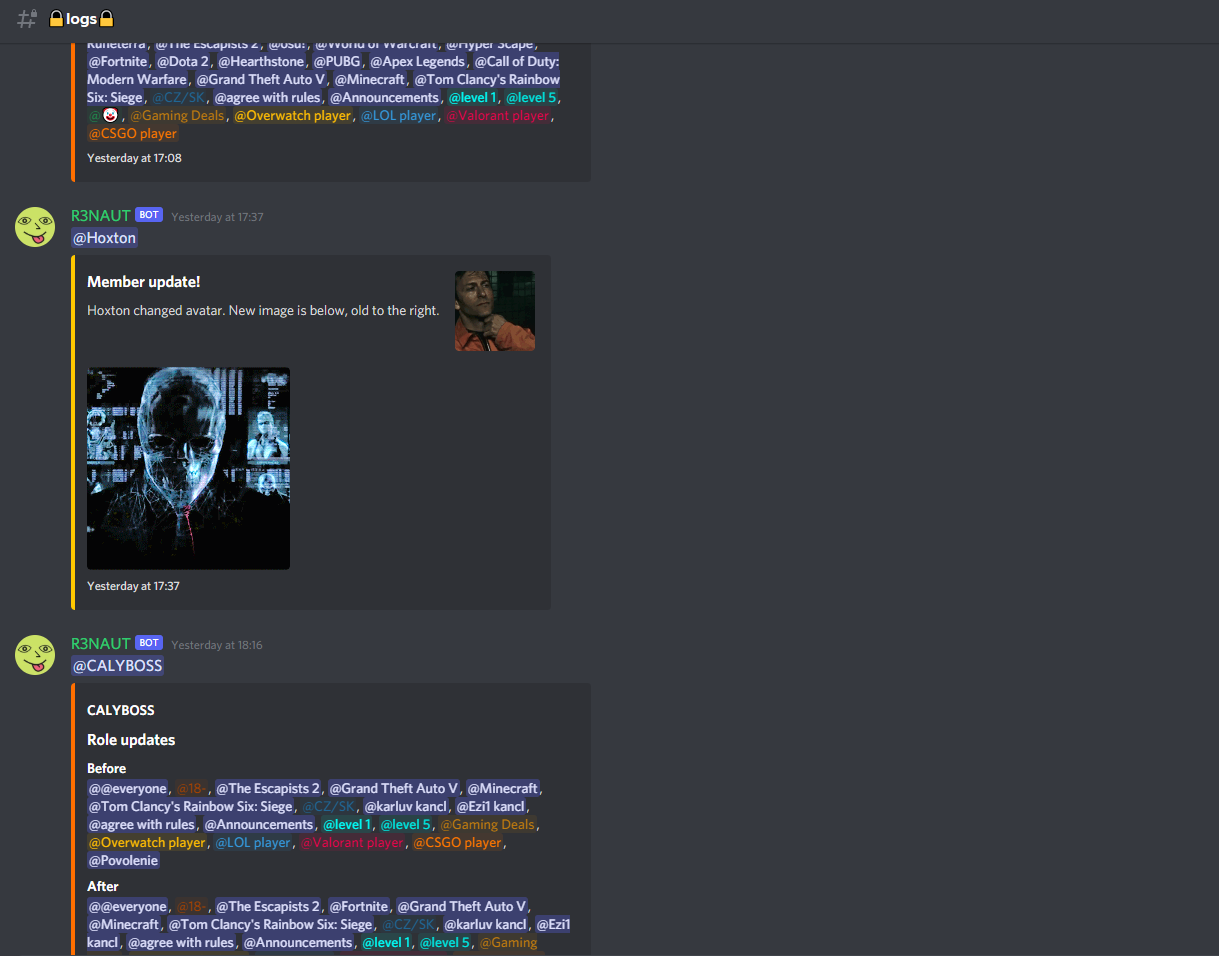 🔒logs🔒
Runeterra, @The Escapists 2, @osu!, @World of Warcraft, @Hyper Scape,
@Fortnite, @Dota 2, @Hearthstone, @PUBG, @Apex Legends, @Call of Duty:
Modern Warfare, @Grand Theft Auto V, @Minecraft, @Tom Clancy's Rainbow
Six: Siege, @CZ/SK, @agree with rules, @Announcements, @level 1, @level 5,
@🤡, @Gaming Deals, @Overwatch player, @LOL player, @Valorant player,
@CSGO player
Yesterday at 17:08
R3NAUT BOT Yesterday at 17:37
@Hoxton
Member update!
Hoxton changed avatar. New image is below, old to the right.
Yesterday at 17:37
R3NAUT BOT Yesterday at 18:16
@CALYBOSS
CALYBOSS
Role updates
Before
@@everyone, @18-, @The Escapists 2, @Grand Theft Auto V, @Minecraft,
@Tom Clancy's Rainbow Six: Siege, @CZ/SK, @karluv kancl, @Ezi1 kancl,
@agree with rules, @Announcements, @level 1, @level 5, @Gaming Deals,
@Overwatch player, @LOL player, @Valorant player, @CSGO player,
@Povolenie
After
@@everyone, @18-, @The Escapists 2, @Fortnite, @Grand Theft Auto V,
@Minecraft, @Tom Clancy's Rainbow Six: Siege, @CZ/SK, @karluv kancl, @Ezi1
kancl, @agree with rules, @Announcements, @level 1, @level 5, @Gaming